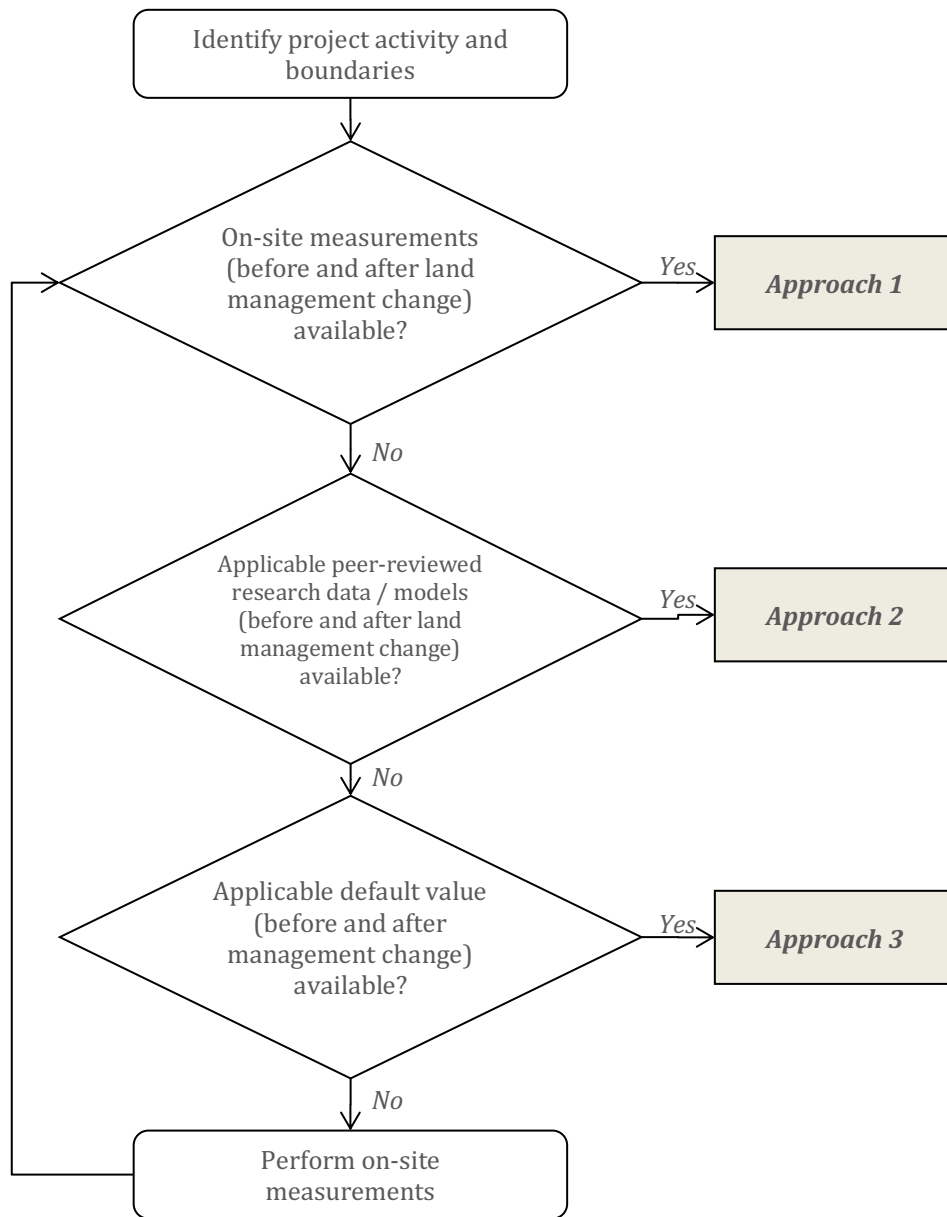 Identify project activity and
boundaries
On-site measurements
(before and after land
management change)
available?
Yes
Approach 1
No
Applicable peer-reviewed
research data / models
(before and after land
management change)
available?
Yes
Approach 2
No
Applicable default value
(before and after
management change)
available?
Yes
Approach 3
No
Perform on-site
measurements